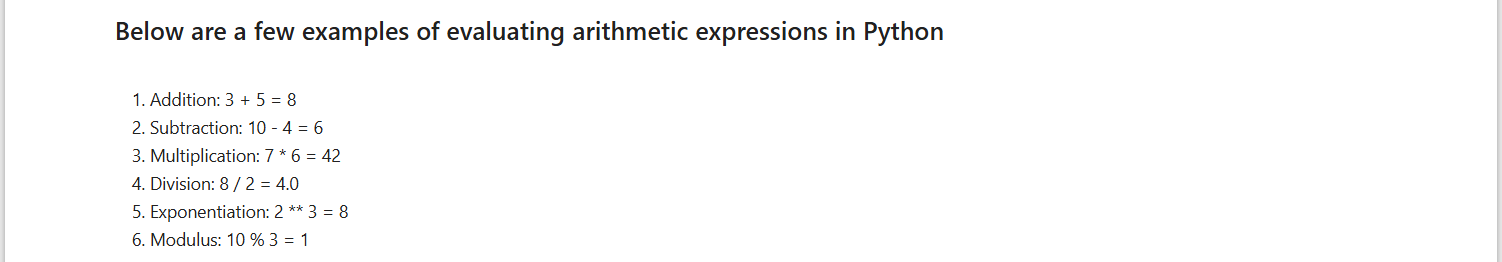 Below are a few examples of evaluating arithmetic expressions in Python
1. Addition: 3 + 5 = 8
2. Subtraction: 10 - 4 = 6
3. Multiplication: 7 * 6 = 42
4. Division: 8 / 2 = 4.0
5. Exponentiation: 2 ** 3 = 8
6. Modulus: 10 % 3 = 1